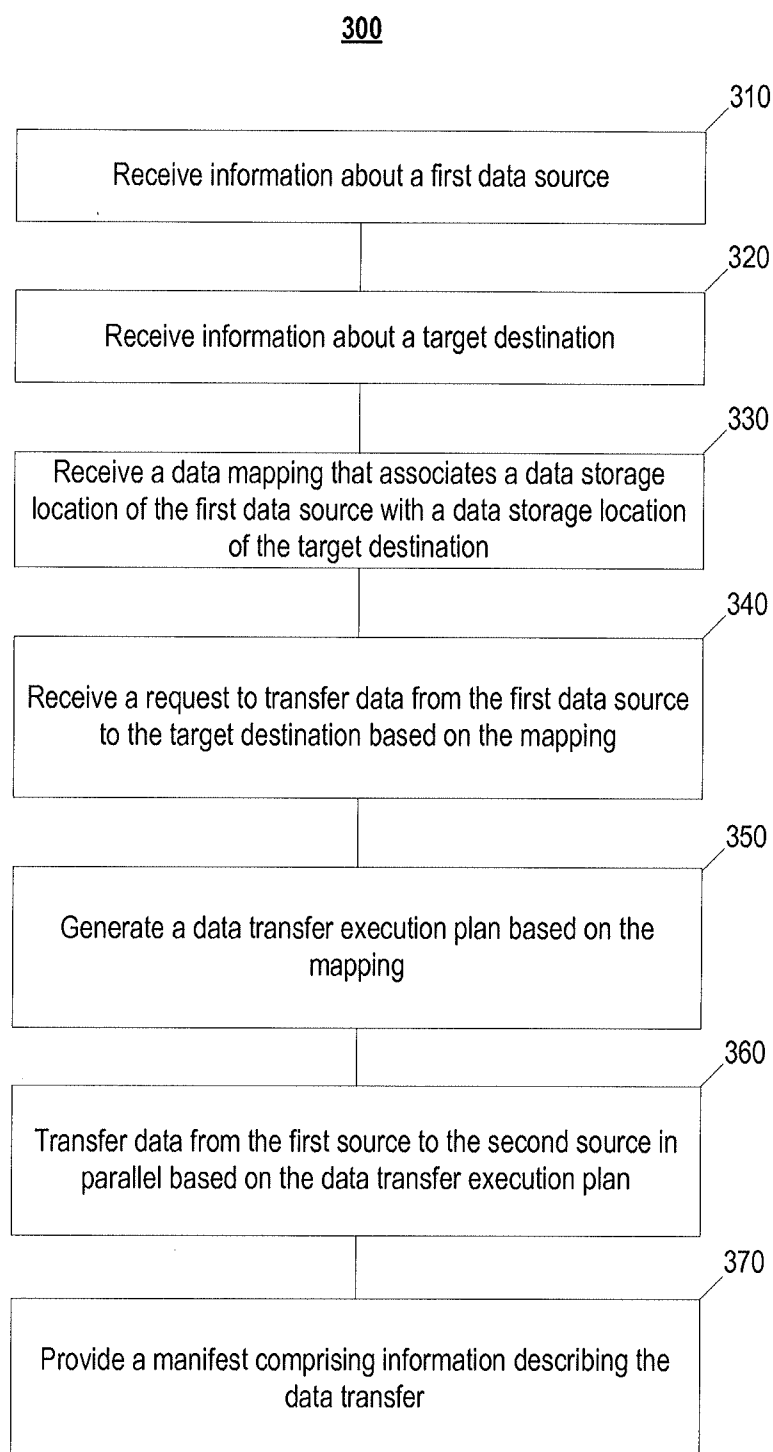 300
310
Receive information about a first data source
320
Receive information about a target destination
330
Receive a data mapping that associates a data storage
location of the first data source with a data storage location
of the target destination
340
Receive a request to transfer data from the first data source
to the target destination based on the mapping
350
Generate a data transfer execution plan based on the
mapping
360
Transfer data from the first source to the second source in
parallel based on the data transfer execution plan
370
Provide a manifest comprising information describing the
data transfer